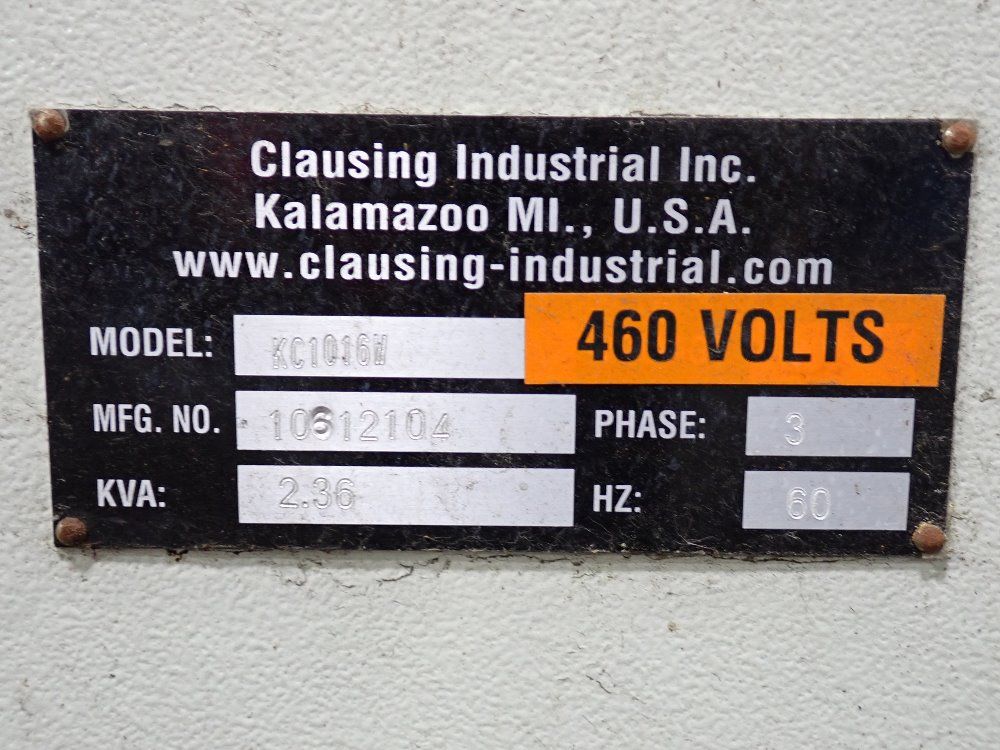 Clausing Industrial Inc.
Kalamazoo MI., U.S.A.
www.clausing-industrial.com
MODEL: KC1016W 460 VOLTS
MFG. NO. 10612104 PHASE: 3
KVA: 2.36 HZ: 60